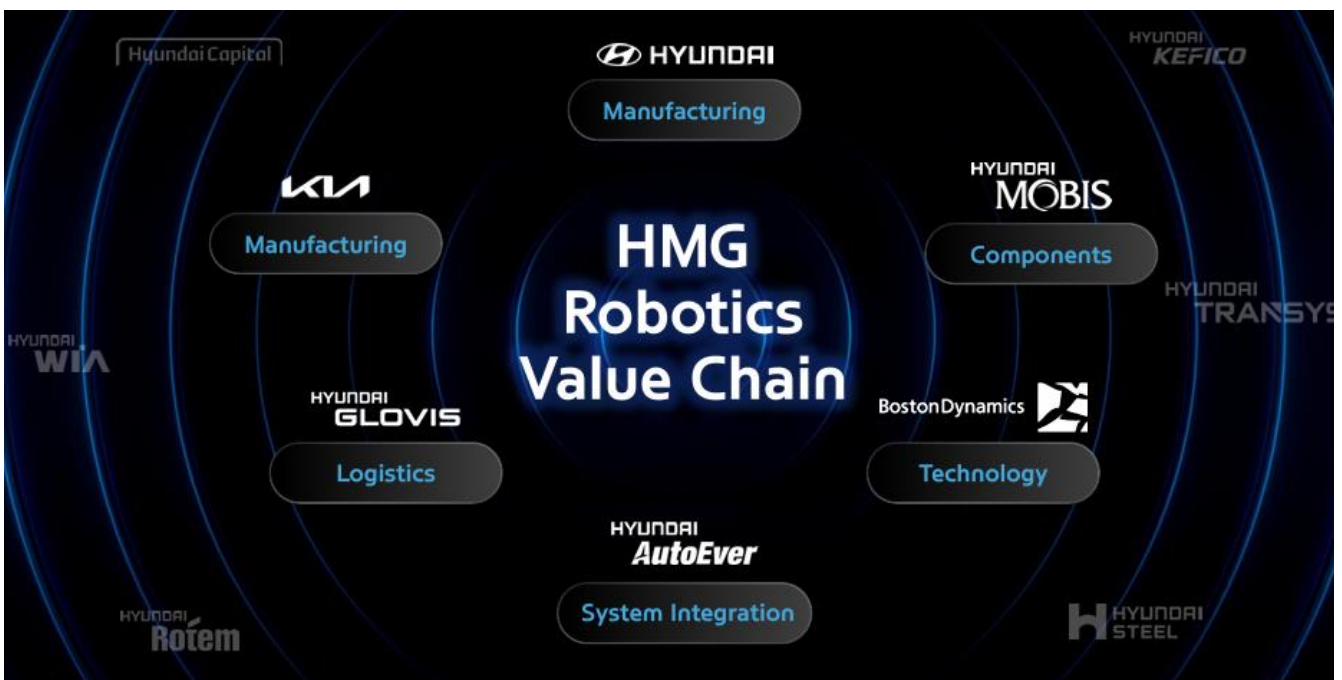 Hyundai Capital
HYUNDAI
Manufacturing
HYUNDAI
KEFICO
KIA
Manufacturing
HYUNDAI
MOBIS
Components
HMG
Robotics
Value Chain
HYUNDAI
TRANSYS
HYUNDAI
WIA
HYUNDAI
GLOVIS
Logistics
BostonDynamics
Technology
HYUNDAI
AutoEver
System Integration
HYUNDAI
Rotem
HYUNDAI
STEEL